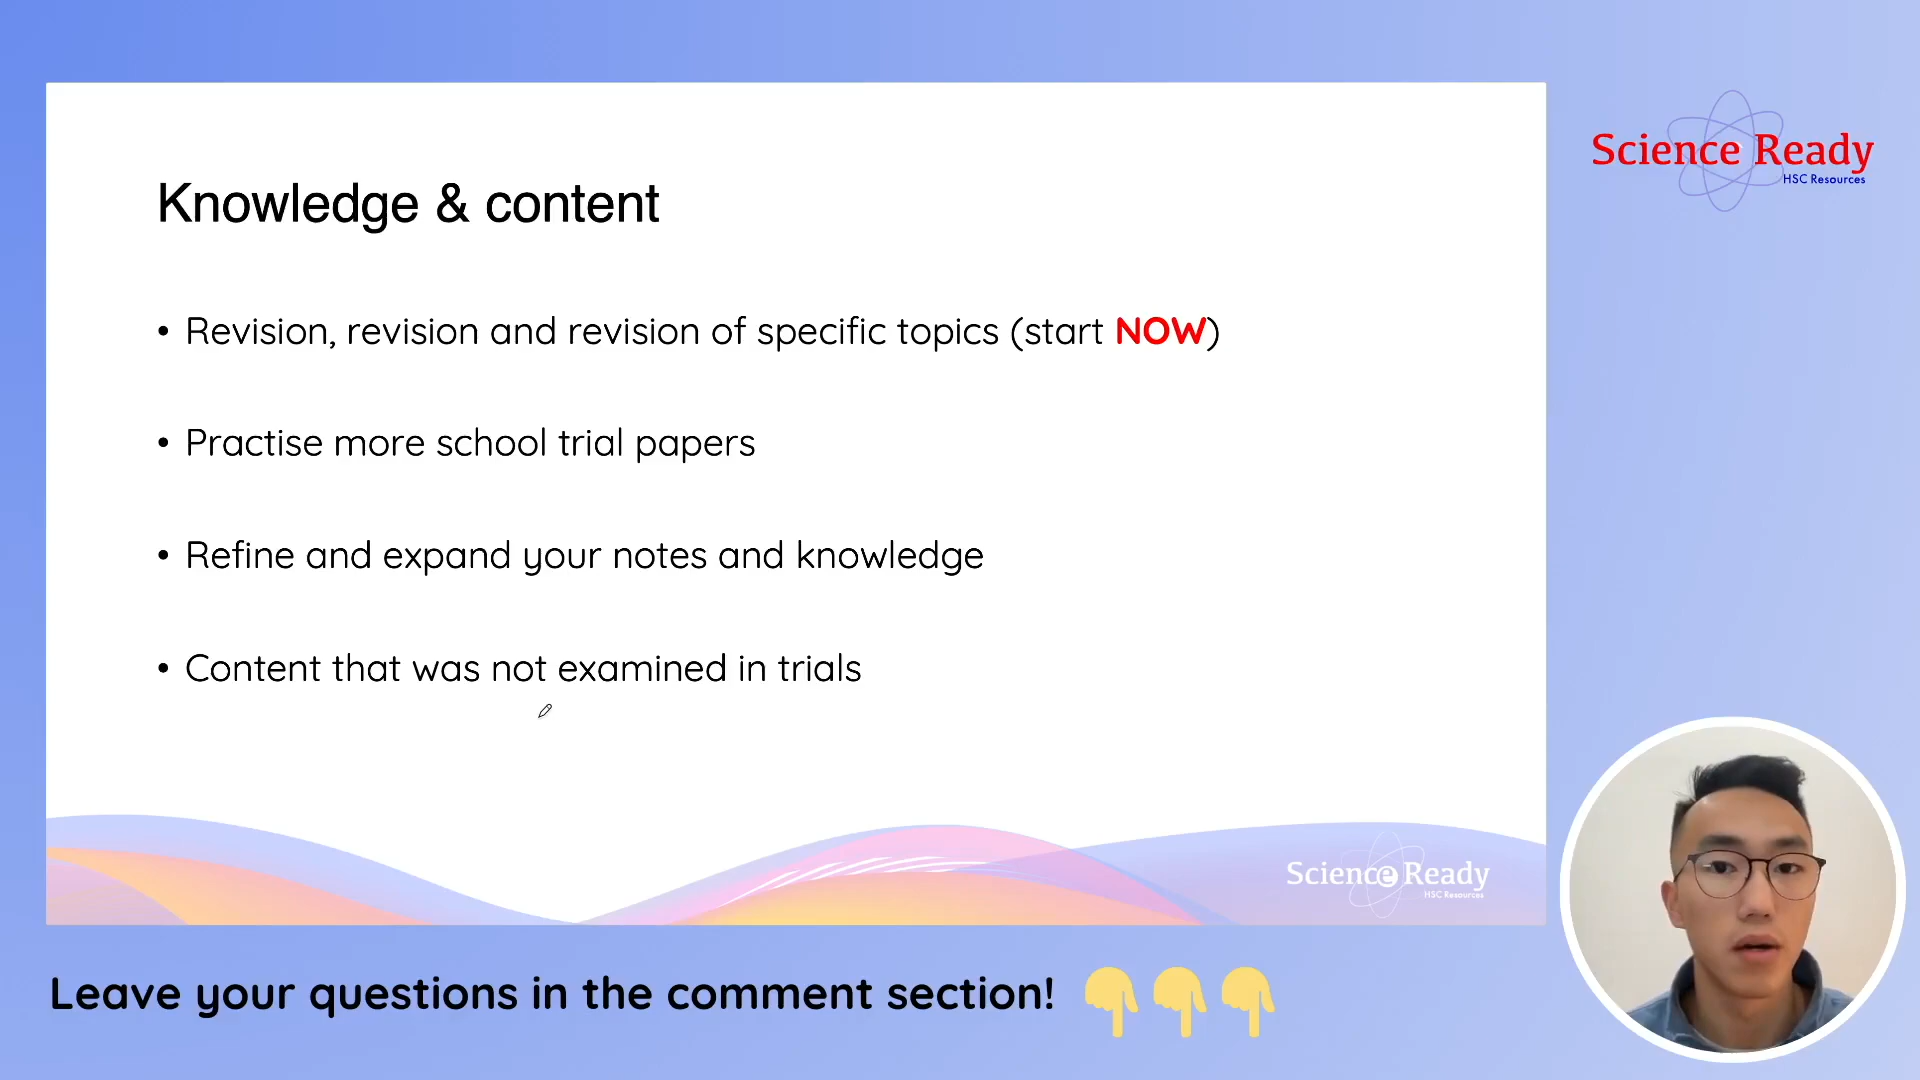 Science Ready
HSC Resources
Knowledge & content
• Revision, revision and revision of specific topics (start NOW)
• Practise more school trial papers
• Refine and expand your notes and knowledge
• Content that was not examined in trials
Science Ready
HSC Resources
Leave your questions in the comment section!